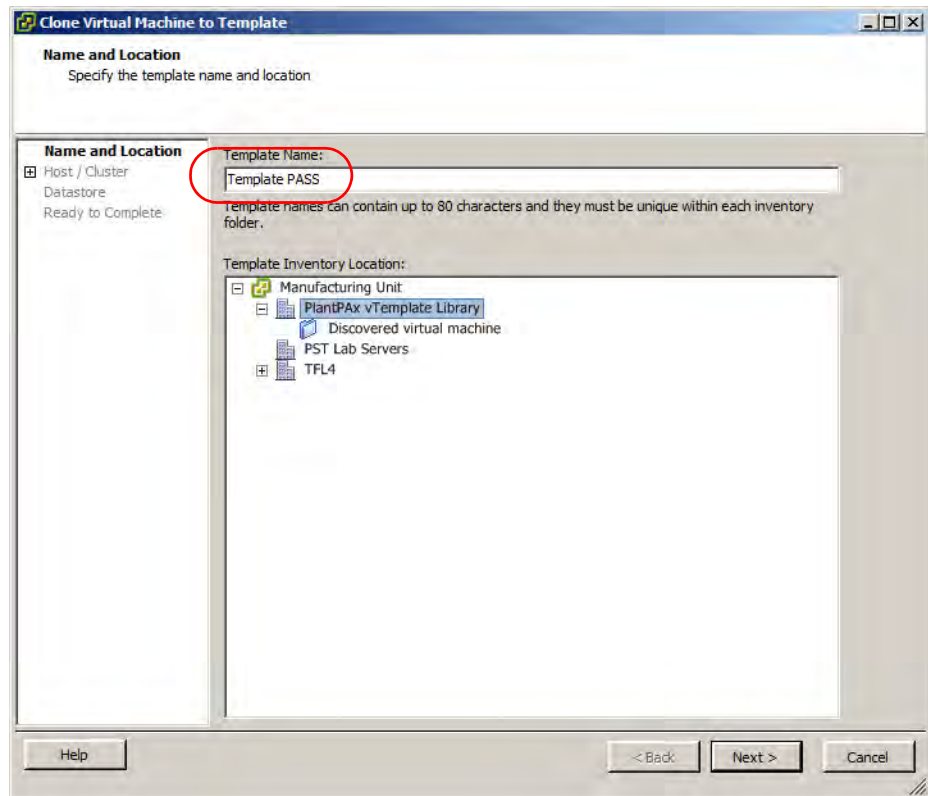 Clone Virtual Machine to Template
Name and Location
Specify the template name and location
Name and Location
Host / Cluster
Datastore
Ready to Complete
Template Name:
Template PASS
Template names can contain up to 80 characters and they must be unique within each inventory
folder.
Template Inventory Location:
Manufacturing Unit
PlantPAx vTemplate Library
Discovered virtual machine
PST Lab Servers
TFL4
Help
< Back
Next >
Cancel